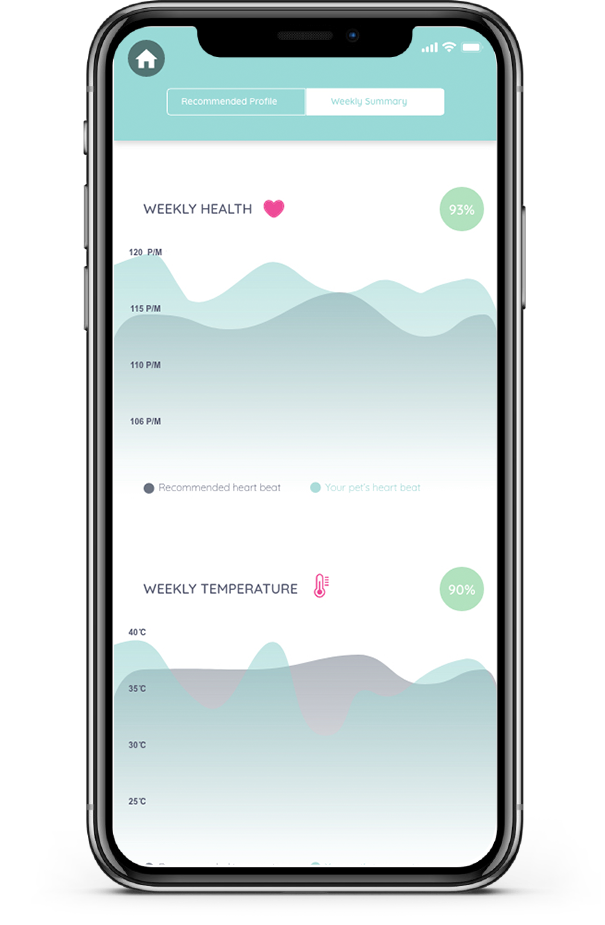 Recommended Profile
Weekly Summary
WEEKLY HEALTH
93%
120 P/M
115 P/M
110 P/M
106 P/M
Recommended heart beat
Your pet's heart beat
WEEKLY TEMPERATURE
90%
40°C
35°C
30°C
25°C